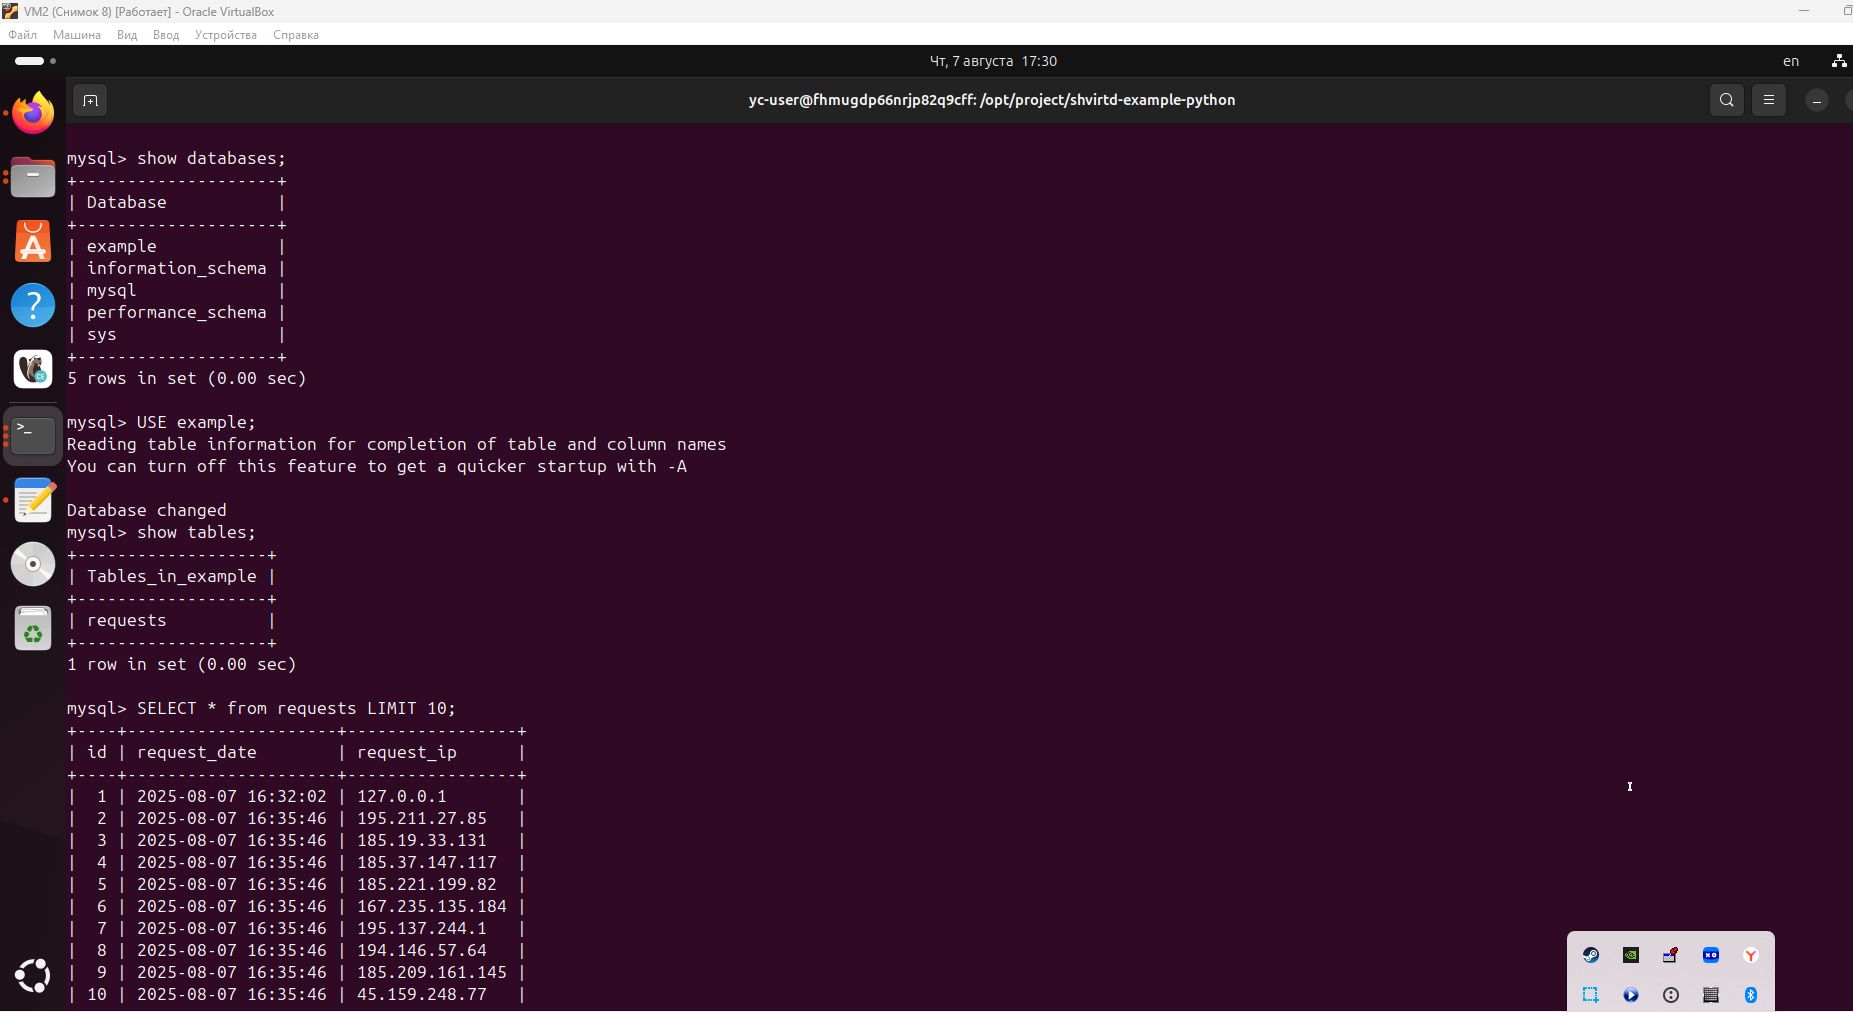 VM2 (Снимок 8) [Работает] - Oracle VirtualBox
Файл Машина Вид Ввод Устройства Справка
Чт, 7 августа 17:30 en
yc-user@fhmugdp66nrjp82q9cff: /opt/project/shvirtd-example-python
mysql> show databases;
+--------------------+
| Database           |
+--------------------+
| example            |
| information_schema |
| mysql              |
| performance_schema |
| sys                |
+--------------------+
5 rows in set (0.00 sec)
mysql> USE example;
Reading table information for completion of table and column names
You can turn off this feature to get a quicker startup with -A
Database changed
mysql> show tables;
+-------------------+
| Tables_in_example |
+-------------------+
| requests          |
+-------------------+
1 row in set (0.00 sec)
mysql> SELECT * from requests LIMIT 10;
+----+---------------------+-----------------+
| id | request_date        | request_ip      |
+----+---------------------+-----------------+
|  1 | 2025-08-07 16:32:02 | 127.0.0.1       |
|  2 | 2025-08-07 16:35:46 | 195.211.27.85   |
|  3 | 2025-08-07 16:35:46 | 185.19.33.131   |
|  4 | 2025-08-07 16:35:46 | 185.37.147.117  |
|  5 | 2025-08-07 16:35:46 | 185.221.199.82  |
|  6 | 2025-08-07 16:35:46 | 167.235.135.184 |
|  7 | 2025-08-07 16:35:46 | 195.137.244.1   |
|  8 | 2025-08-07 16:35:46 | 194.146.57.64   |
|  9 | 2025-08-07 16:35:46 | 185.209.161.145 |
| 10 | 2025-08-07 16:35:46 | 45.159.248.77   |